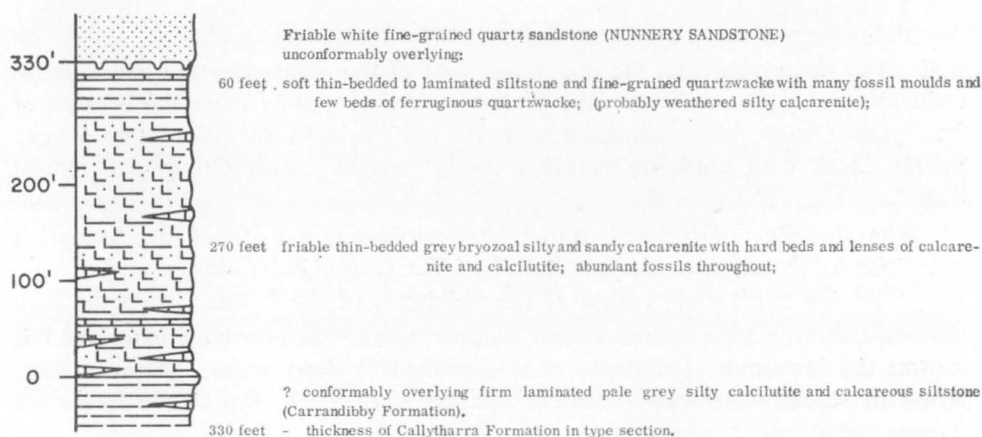 Friable white fine-grained quartz sandstone (NUNNERY SANDSTONE)
unconformably overlying;
330'
60 feet soft thin-bedded to laminated siltstone and fine-grained quartzwacke with many fossil moulds and
few beds of ferruginous quartzwacke; (probably weathered silty calcarenite);
200'
270 feet friable thin-bedded grey bryozoal silty and sandy calcarenite with hard beds and lenses of calcare-
nite and calcilutite; abundant fossils throughout;
100'
0
? conformably overlying firm laminated pale grey silty calcilutite and calcareous siltstone
(Carrandibby Formation).
330 feet - thickness of Callytharra Formation in type section.